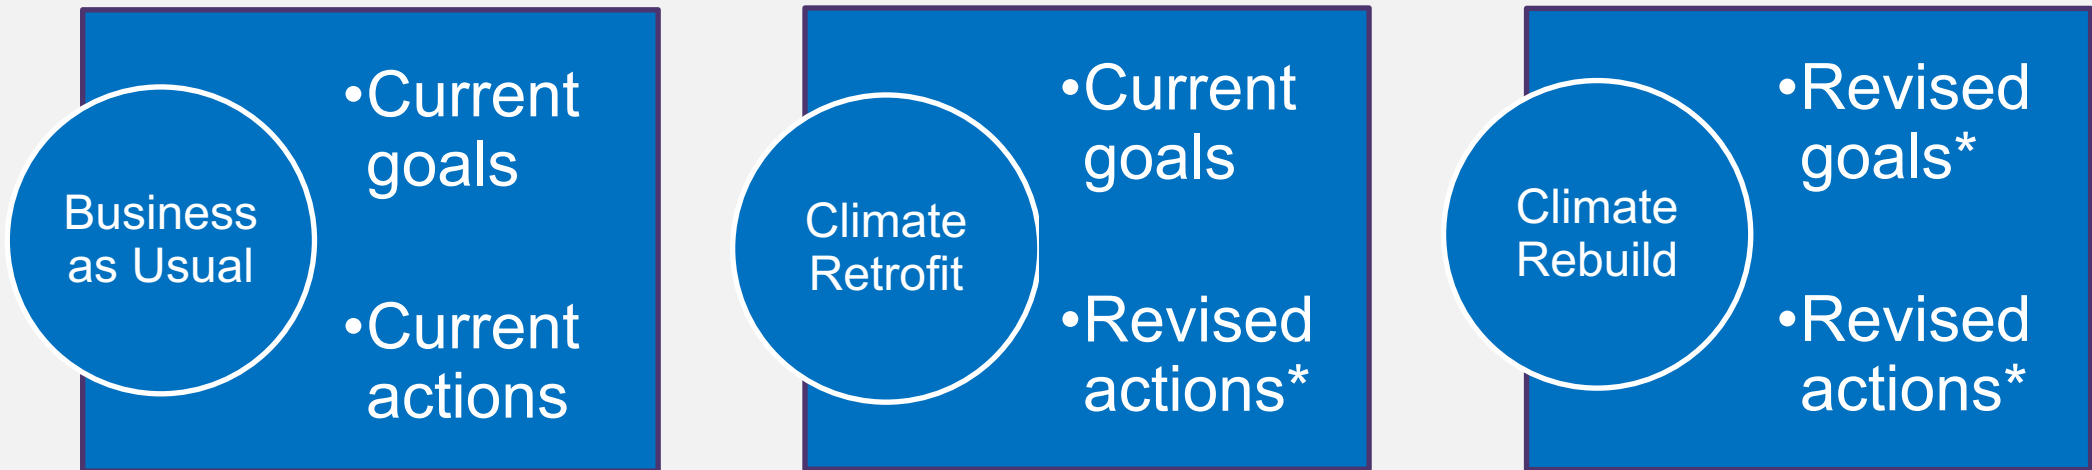 Business
as Usual
•Current
goals
•Current
actions
Climate
Retrofit
•Current
goals
•Revised
actions*
Climate
Rebuild
•Revised
goals*
•Revised
actions*